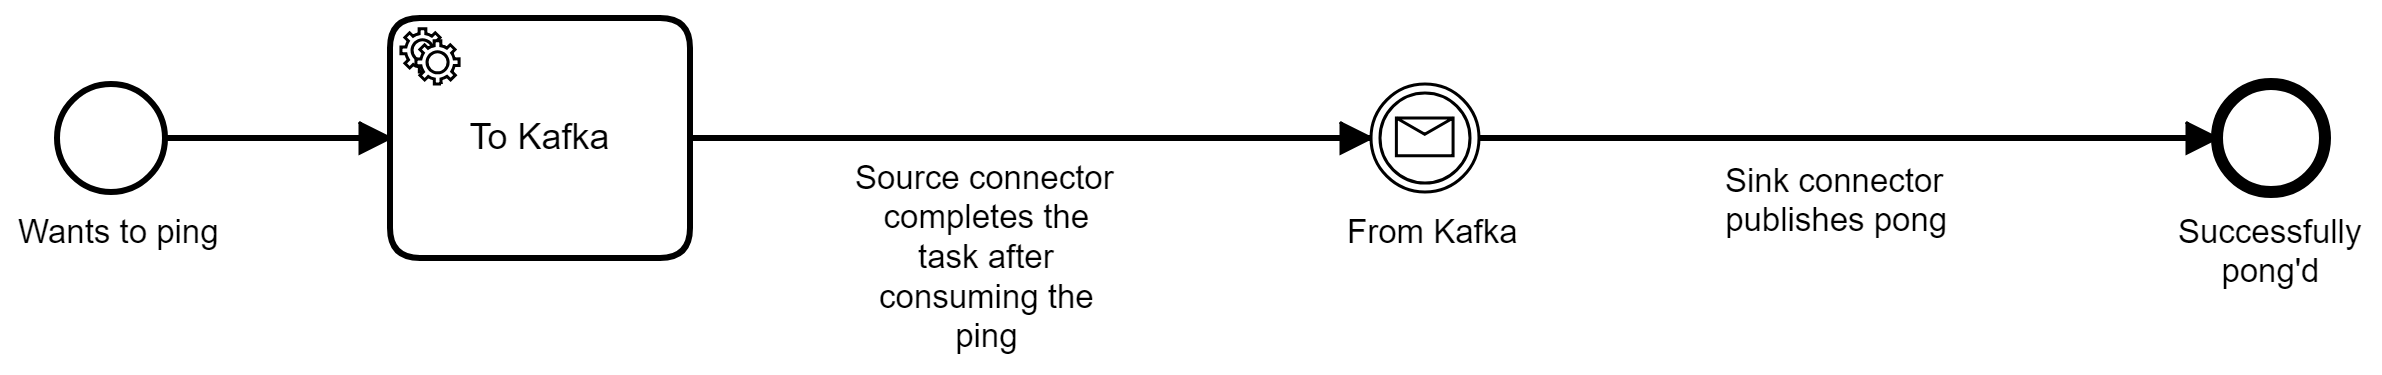 Wants to ping
To Kafka
Source connector
completes the
task after
consuming the
ping
From Kafka
Sink connector
publishes pong
Successfully
pong'd